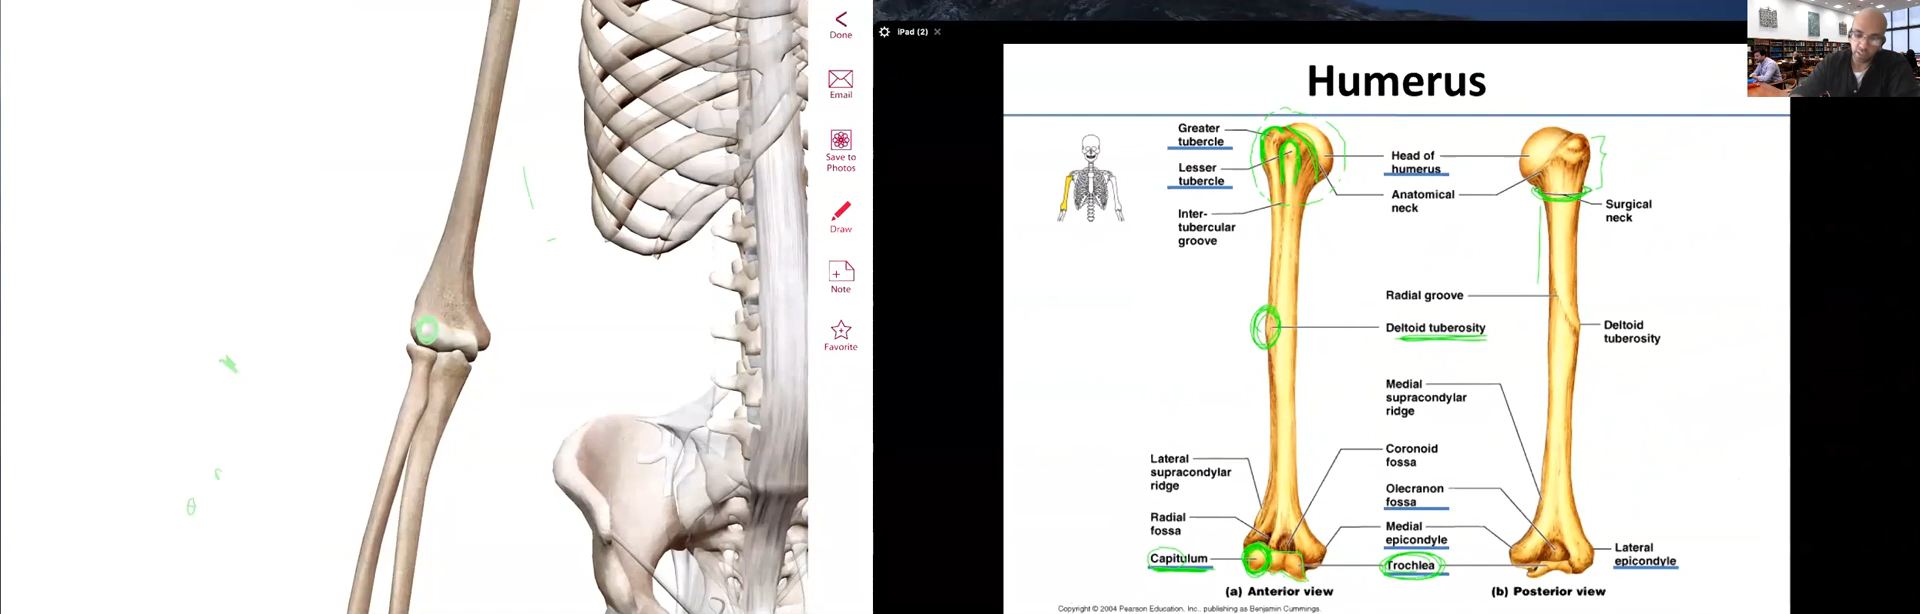 Done
Email
Save to
Photos
Draw
Note
Favorite
iPad (2)
Humerus
Greater
tubercle
Lesser
tubercle
Inter-
tubercular
groove
Head of
humerus
Anatomical
neck
Surgical
neck
Radial groove
Deltoid tuberosity
Deltoid
tuberosity
Medial
supracondylar
ridge
Lateral
supracondylar
ridge
Coronoid
fossa
Olecranon
fossa
Radial
fossa
Medial
epicondyle
Lateral
epicondyle
Capitulum
Trochlea
(a) Anterior view
(b) Posterior view
Copyright © 2004 Pearson Education, Inc., publishing as Benjamin Cummings.